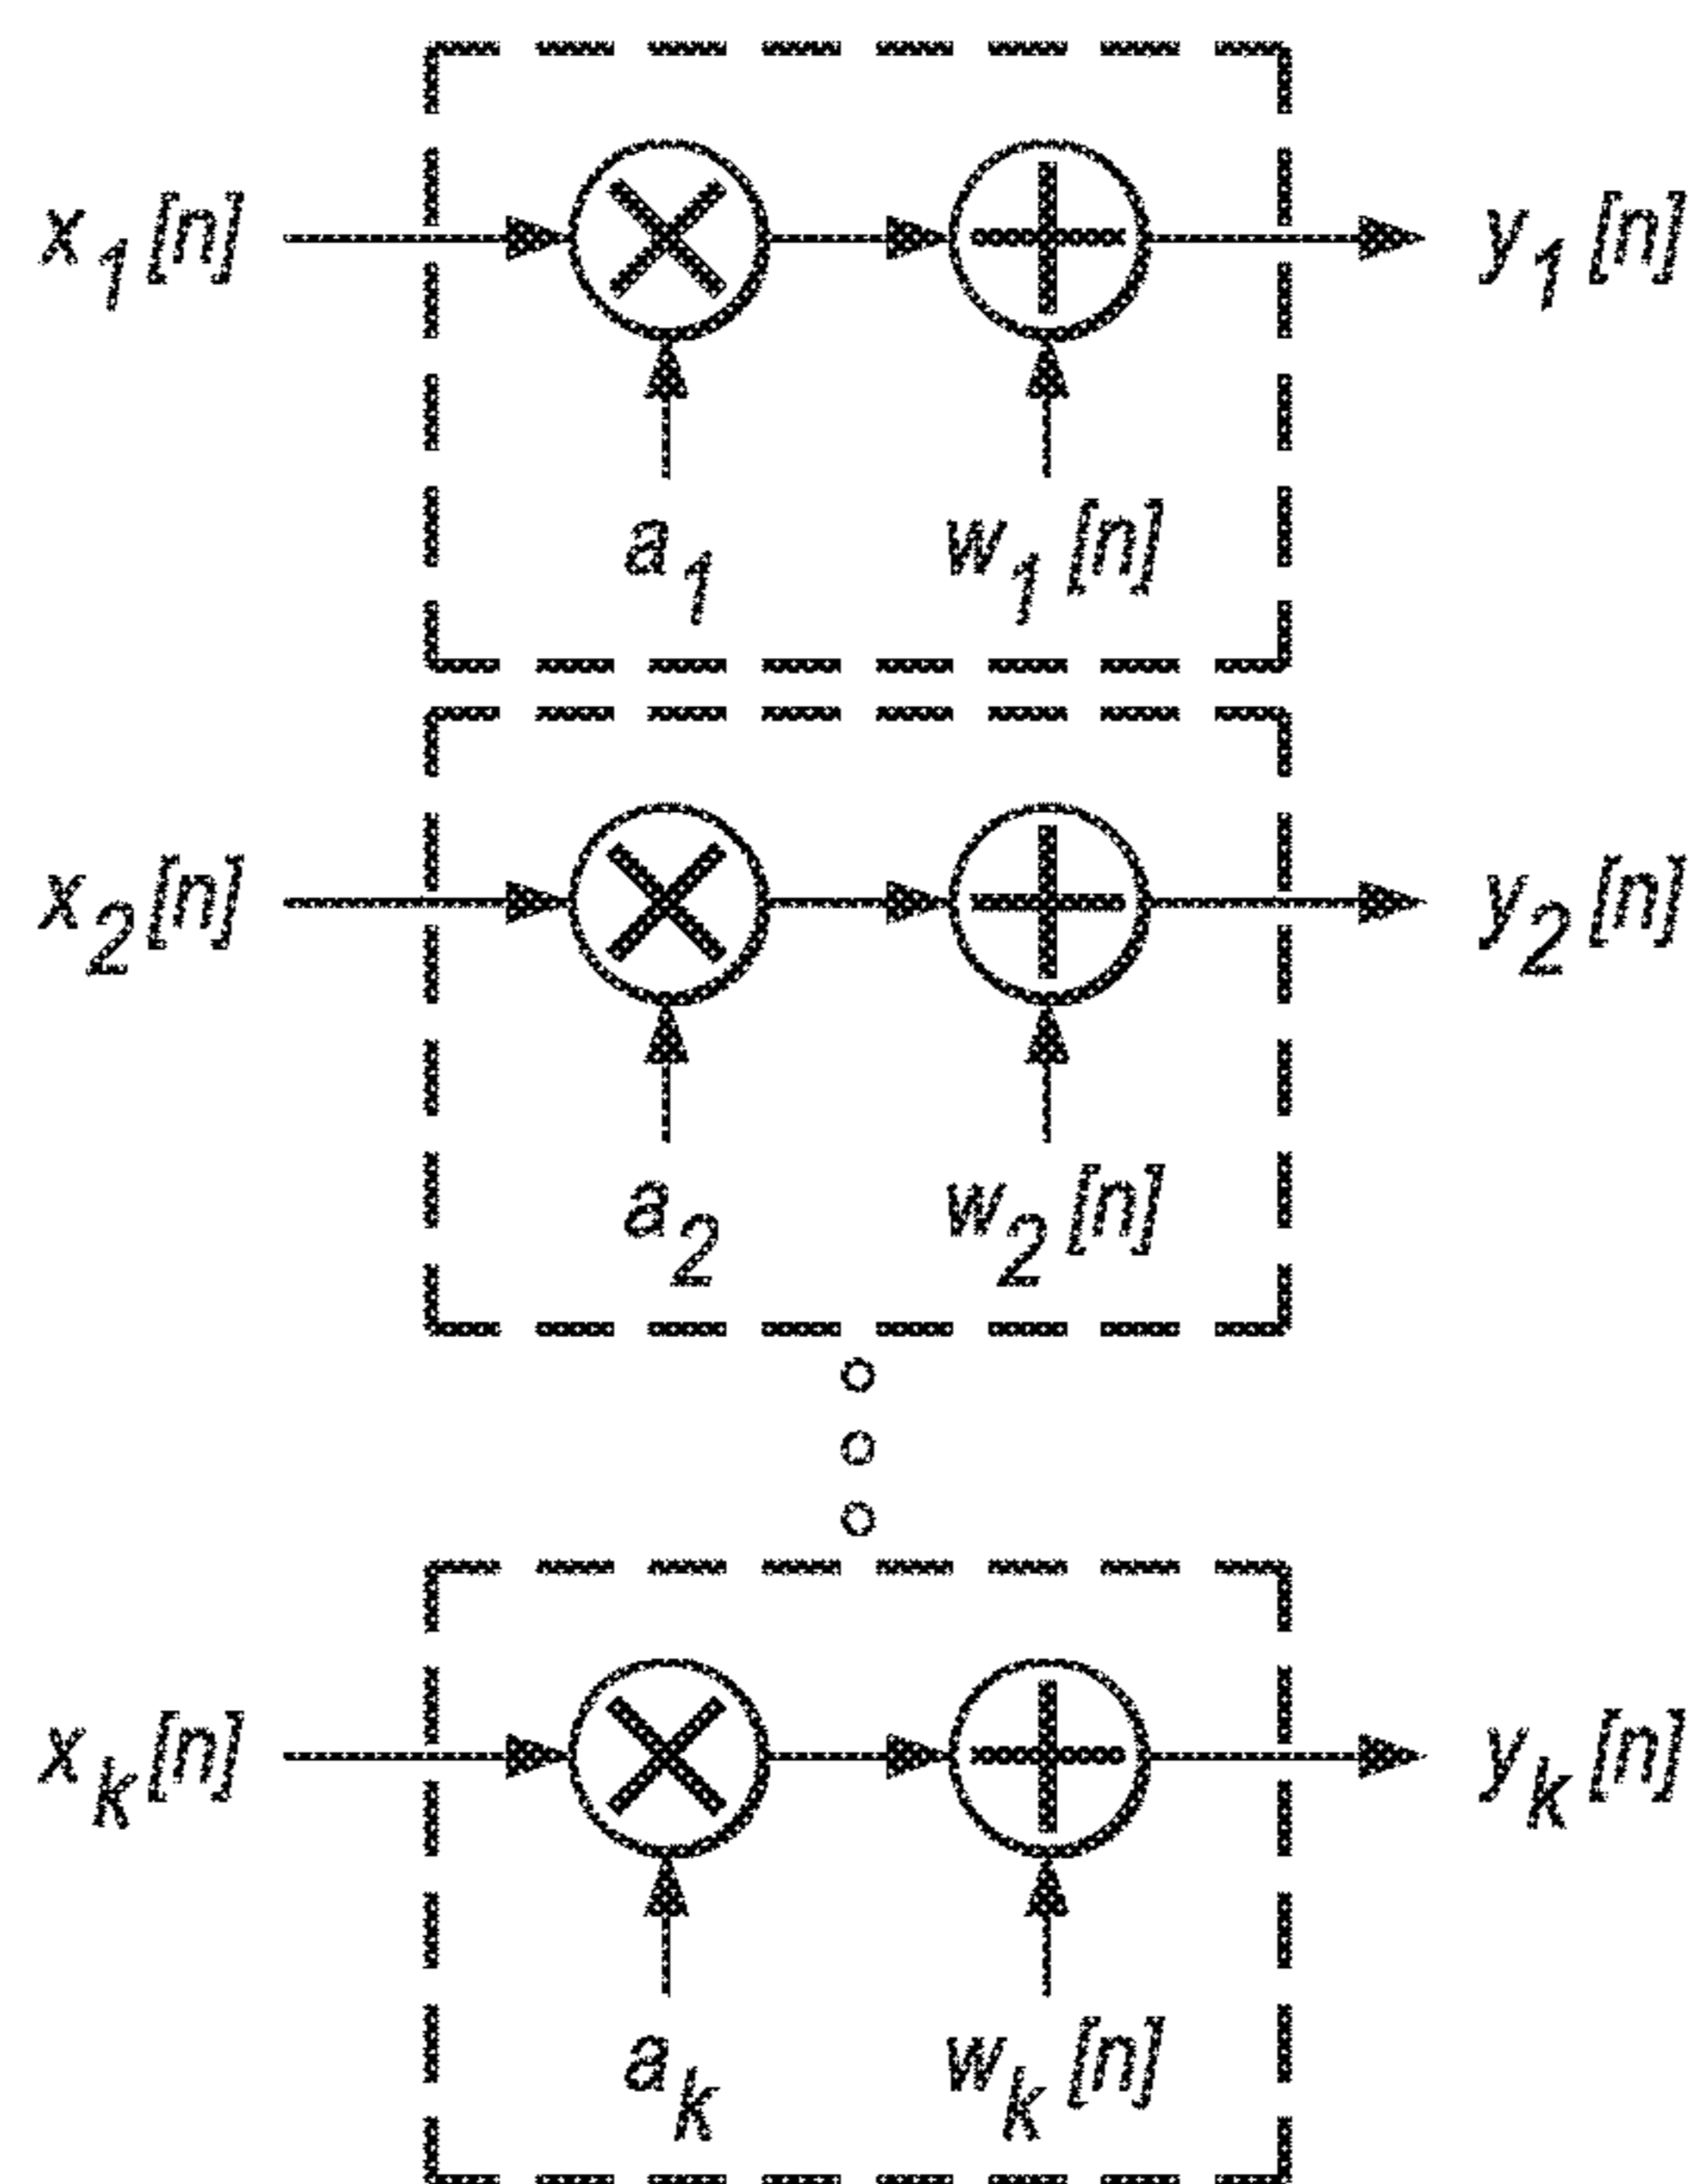 x₁[n] y₁[n]
a₁ w₁[n]
x₂[n] y₂[n]
a₂ w₂[n]
xₖ[n] yₖ[n]
aₖ wₖ[n]